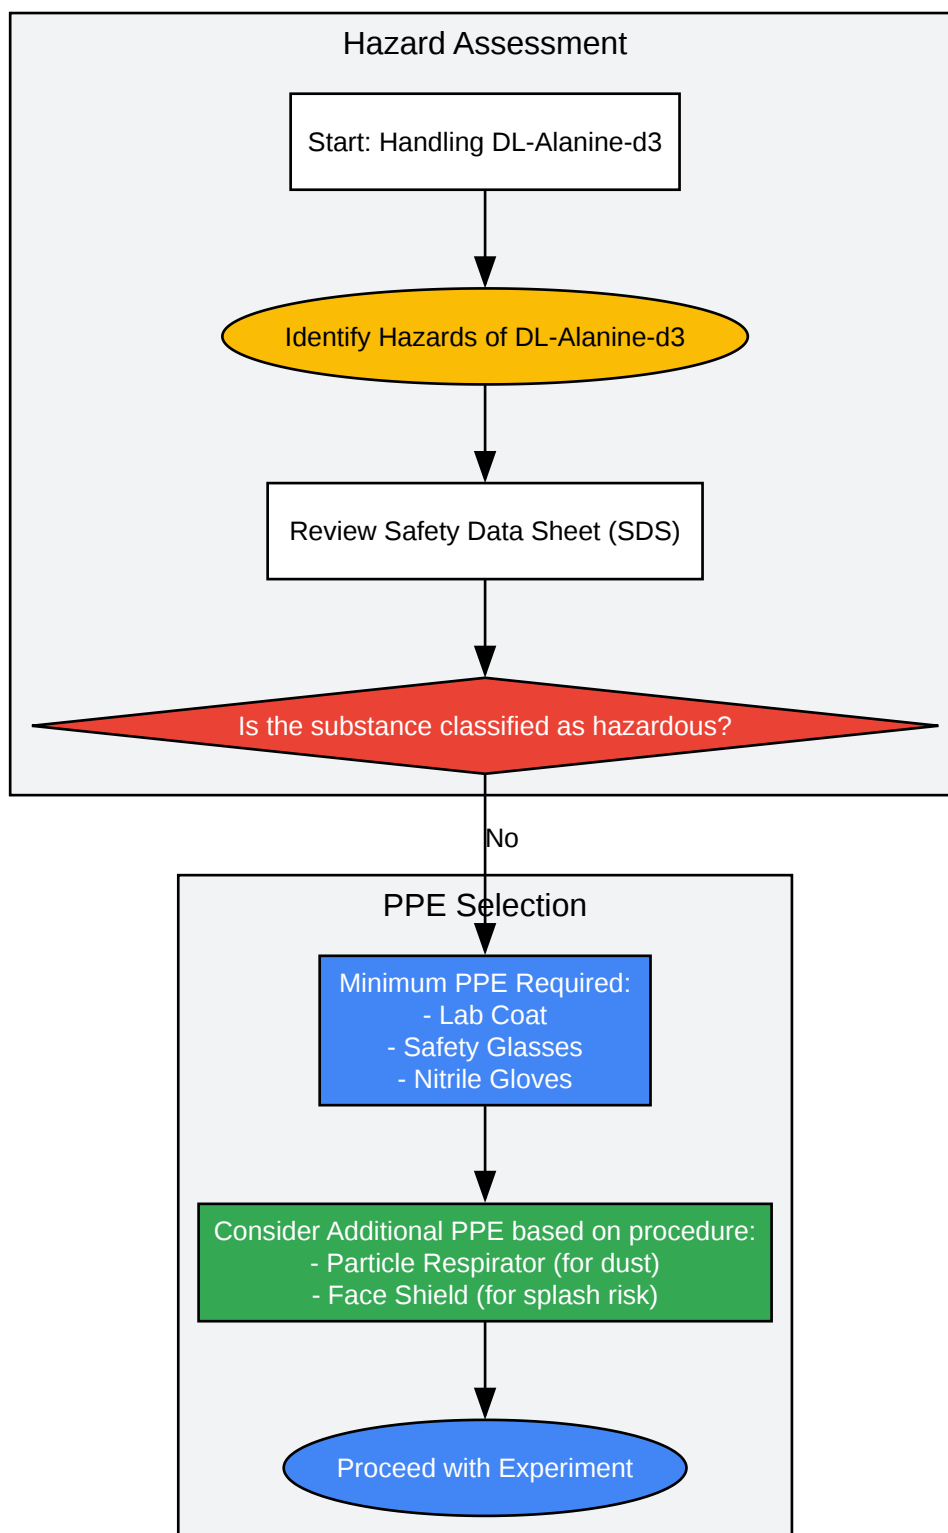 Hazard Assessment
Start: Handling DL-Alanine-d3
Identify Hazards of DL-Alanine-d3
Review Safety Data Sheet (SDS)
Is the substance classified as hazardous?
No
PPE Selection
Minimum PPE Required:
- Lab Coat
- Safety Glasses
- Nitrile Gloves
Consider Additional PPE based on procedure:
- Particle Respirator (for dust)
- Face Shield (for splash risk)
Proceed with Experiment